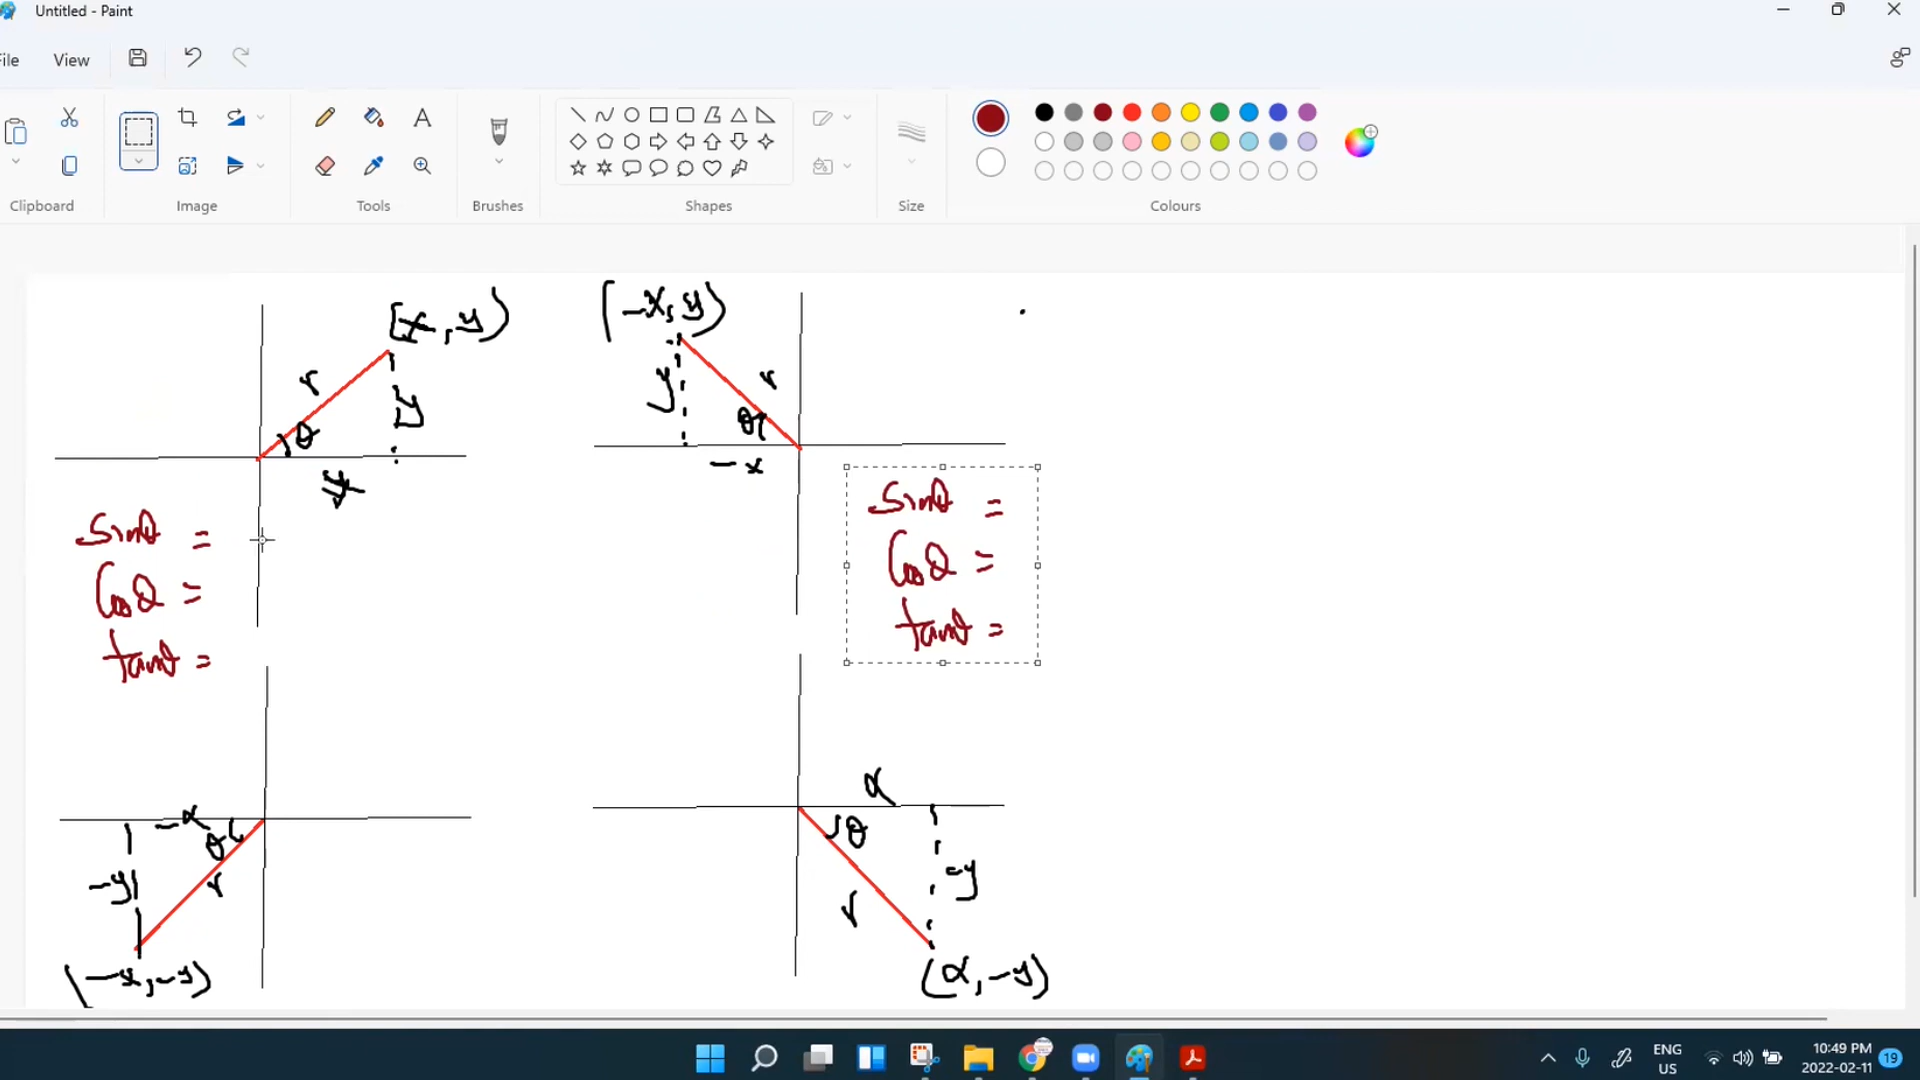 Untitled - Paint
File View
Clipboard Image Tools Brushes Shapes Size Colours
(x, y)
r
θ
y
x
sinθ =
Cosθ =
tanθ =
(-x, y)
y
r
θ
-x
sinθ =
Cosθ =
tanθ =
-x
θ
-y
r
(-x, -y)
x
θ
-y
r
(x, -y)
ENG
US
10:49 PM
2022-02-11
19